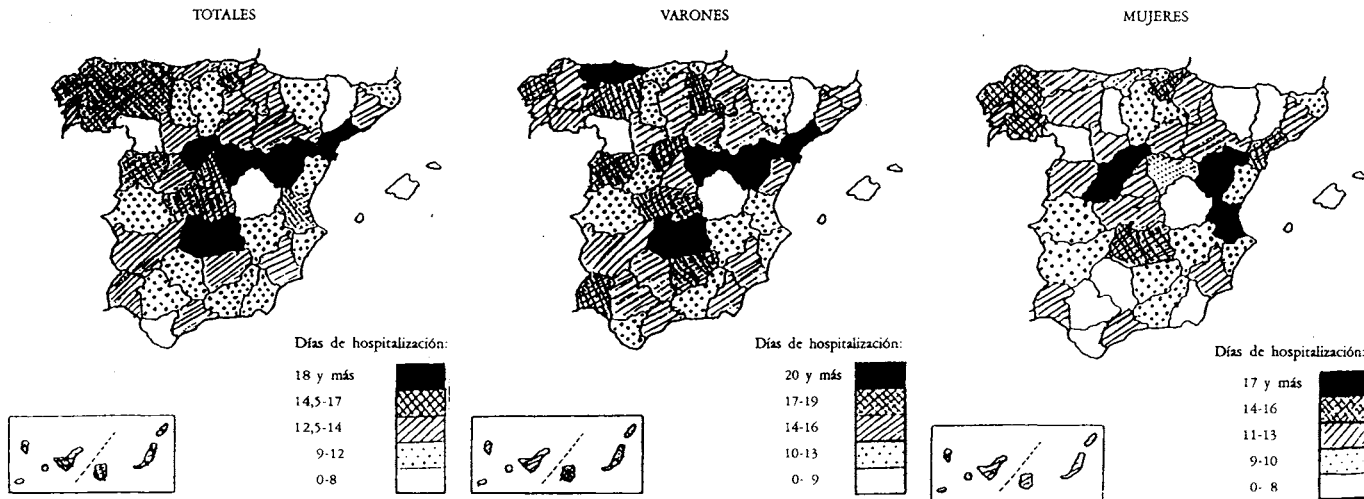 TOTALES
Días de hospitalización:
18 y más
14,5-17
12,5-14
9-12
0-8
VARONES
Días de hospitalización:
20 y más
17-19
14-16
10-13
0- 9
MUJERES
Días de hospitalización:
17 y más
14-16
11-13
9-10
0- 8